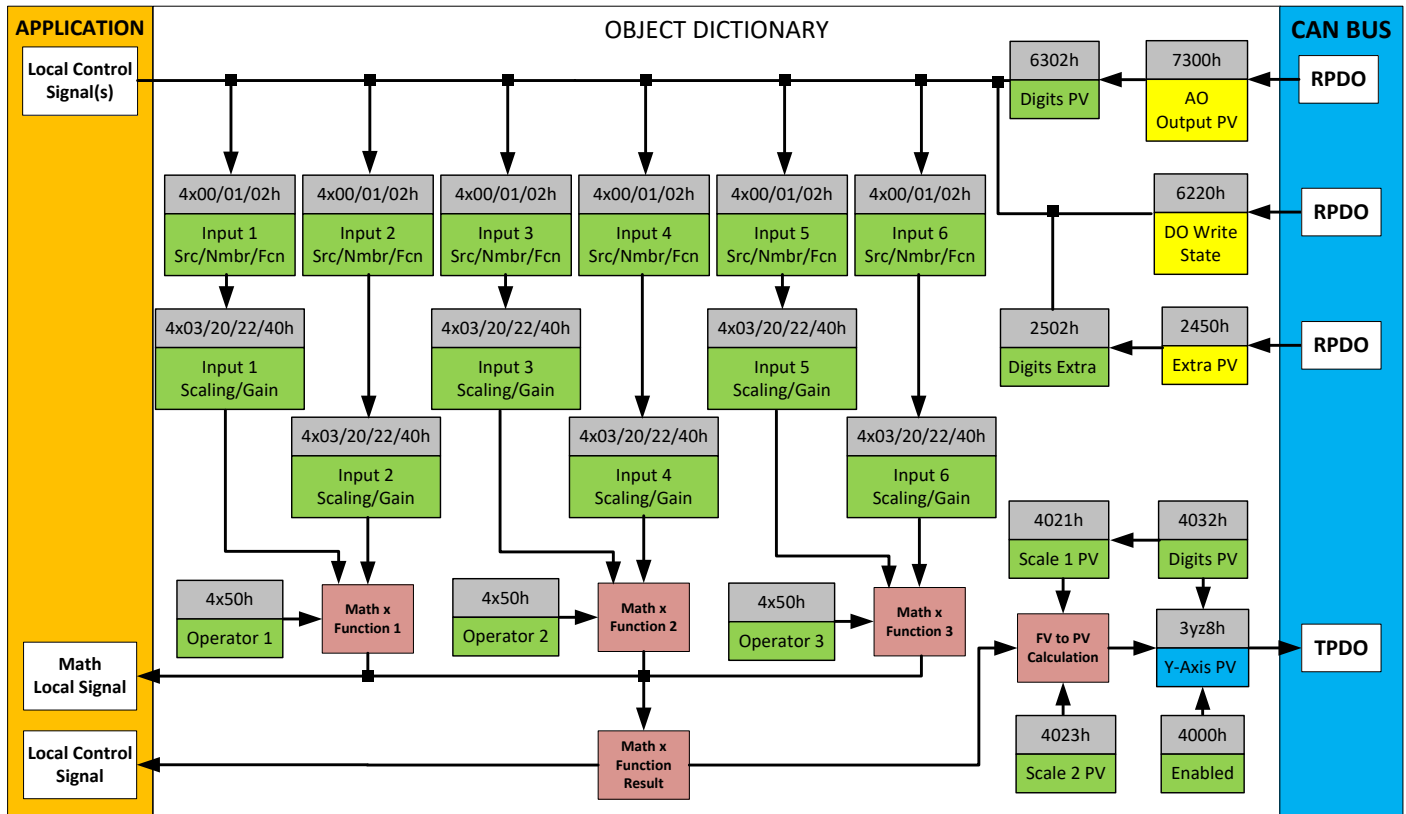 APPLICATION
OBJECT DICTIONARY
CAN BUS
Local Control
Signal(s)
6302h
Digits PV
7300h
AO
Output PV
RPDO
4x00/01/02h
Input 1
Src/Nmbr/Fcn
4x00/01/02h
Input 2
Src/Nmbr/Fcn
4x00/01/02h
Input 3
Src/Nmbr/Fcn
4x00/01/02h
Input 4
Src/Nmbr/Fcn
4x00/01/02h
Input 5
Src/Nmbr/Fcn
4x00/01/02h
Input 6
Src/Nmbr/Fcn
6220h
DO Write
State
RPDO
4x03/20/22/40h
Input 1
Scaling/Gain
4x03/20/22/40h
Input 3
Scaling/Gain
4x03/20/22/40h
Input 5
Scaling/Gain
2502h
Digits Extra
2450h
Extra PV
RPDO
4x03/20/22/40h
Input 2
Scaling/Gain
4x03/20/22/40h
Input 4
Scaling/Gain
4x03/20/22/40h
Input 6
Scaling/Gain
4021h
Scale 1 PV
4032h
Digits PV
4x50h
Operator 1
Math x
Function 1
4x50h
Operator 2
Math x
Function 2
4x50h
Operator 3
Math x
Function 3
FV to PV
Calculation
3yz8h
Y-Axis PV
TPDO
Math
Local Signal
Local Control
Signal
Math x
Function
Result
4023h
Scale 2 PV
4000h
Enabled